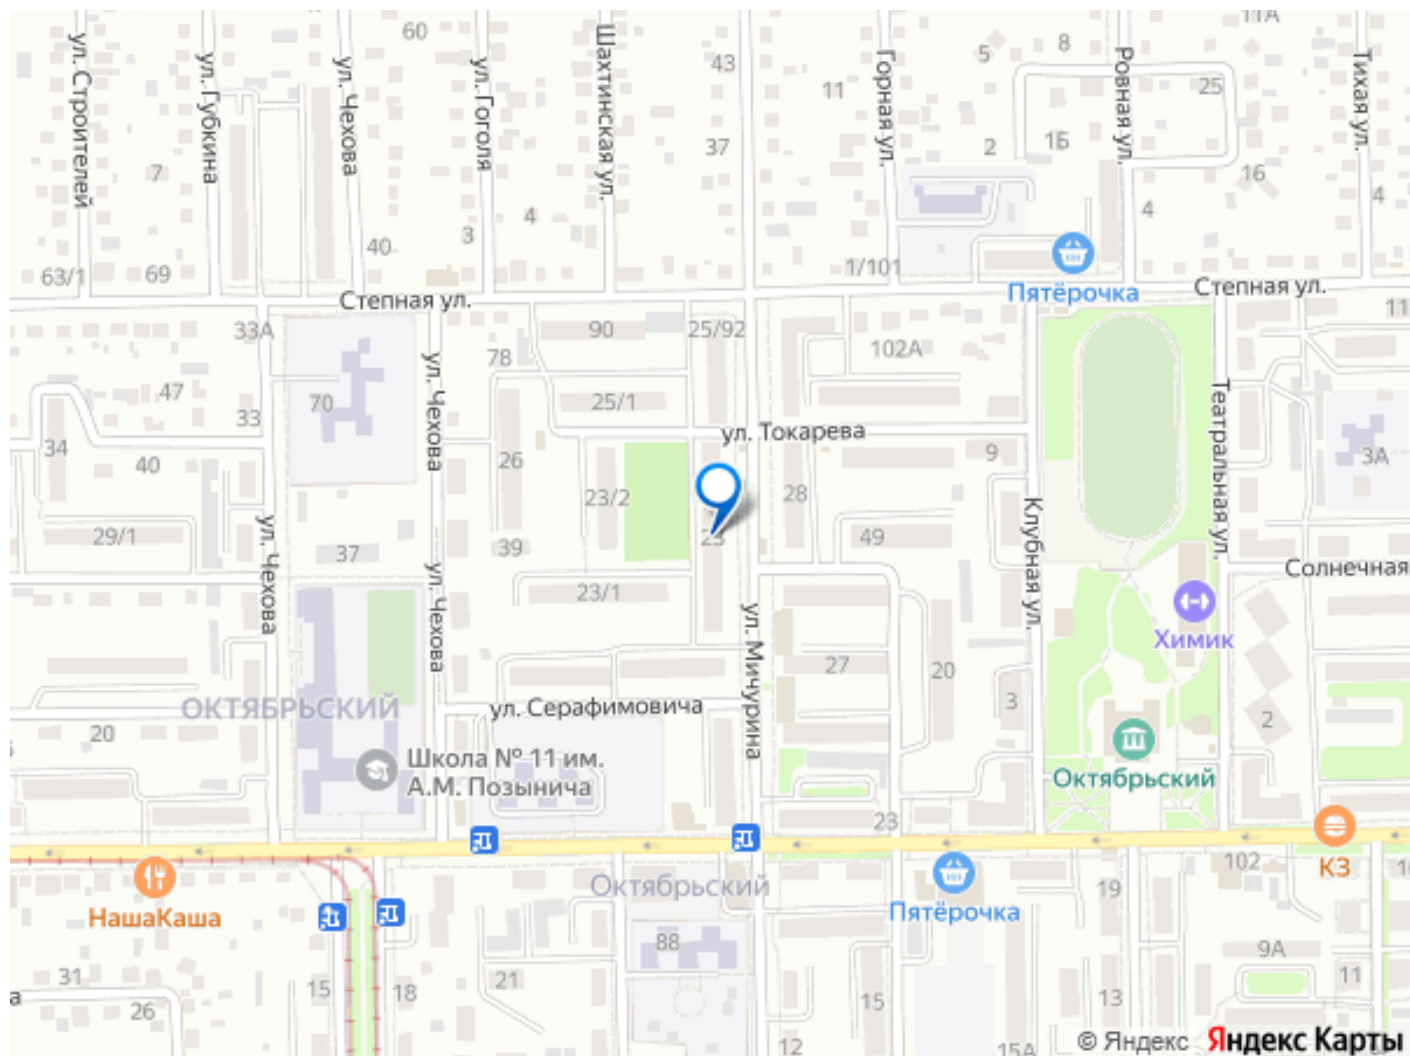 60
11А
ул. Строителей
ул. Губкина
ул. Чехова
ул. Гоголя
Шахтинская ул.
43
Горная ул.
5
8
Ровная ул.
Тихая ул.
11
25
37
2
1Б
7
16
4
4
4
3
40
63/1
69
1/101
Пятёрочка
Степная ул.
Степная ул.
11
33А
90
25/92
78
102А
ул. Чехова
47
70
25/1
33
Театральная ул.
ул. Токарева
34
40
26
9
3А
23/2
28
Клубная ул.
29/1
37
39
23
49
ул. Чехова
ул. Чехова
Солнечная
23/1
ул. Мичурина
Химик
27
20
3
ОКТЯБРЬСКИЙ
ул. Серафимовича
20
2
Школа № 11 им.
А.М. Позынича
Октябрьский
23
102
КЗ
Октябрьский
19
НашаКаша
Пятёрочка
88
9А
31
21
11
15
18
15
13
26
12
15А
© Яндекс Яндекс Карты